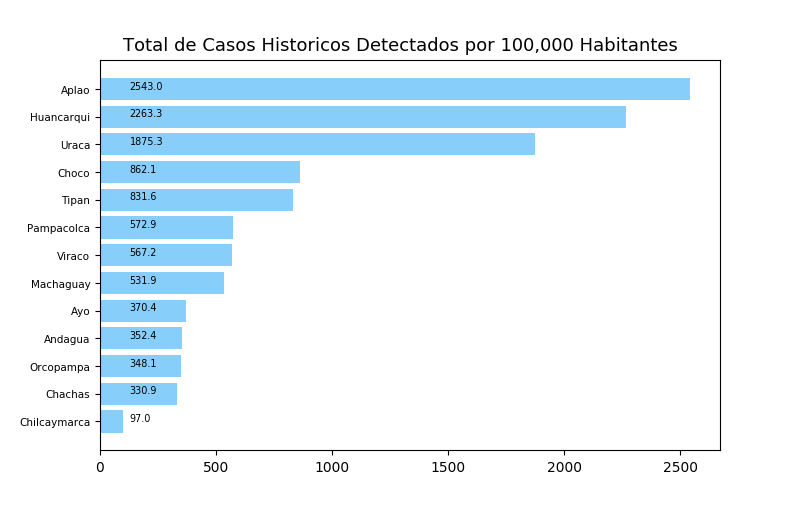 Total de Casos Historicos Detectados por 100,000 Habitantes
Aplao 2543.0
Huancarqui 2263.3
Uraca 1875.3
Choco 862.1
Tipan 831.6
Pampacolca 572.9
Viraco 567.2
Machaguay 531.9
Ayo 370.4
Andagua 352.4
Orcopampa 348.1
Chachas 330.9
Chilcaymarca 97.0
0 500 1000 1500 2000 2500